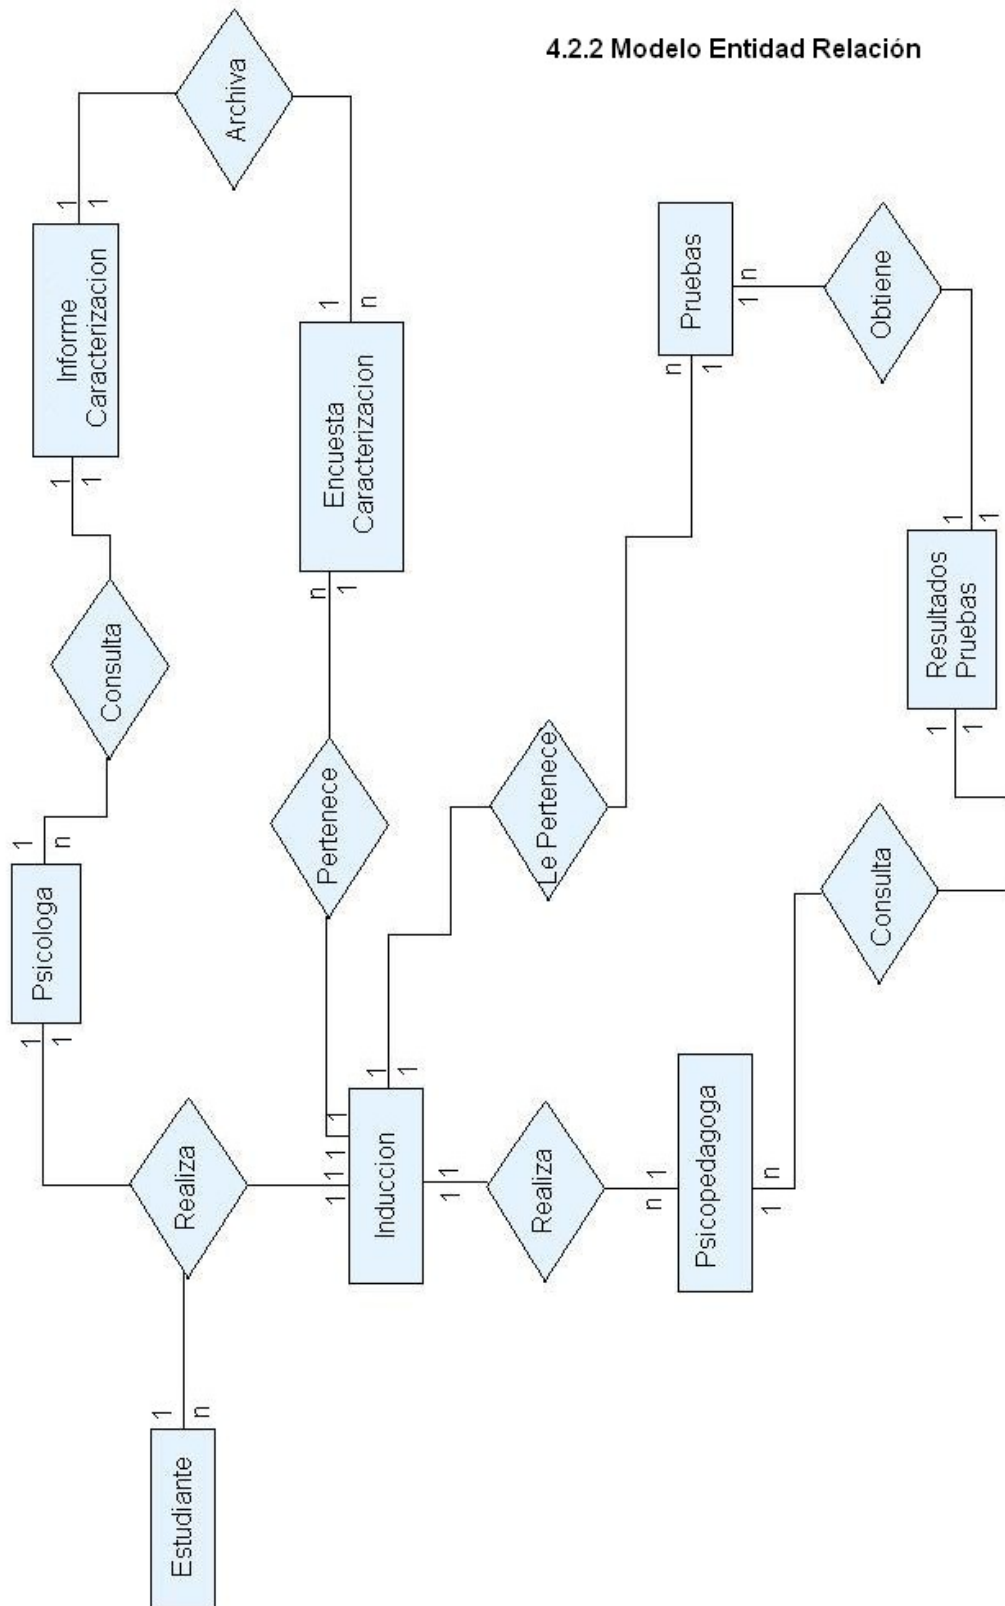 4.2.2 Modelo Entidad Relación
Archiva
1
1
Informe
Caracterizacion
1
1
Consulta
1
n
Psicologa
1
1
Realiza
1
n
Estudiante
1
n
Encuesta
Caracterizacion
n
1
Pertenece
1
1
1
1
Induccion
1
1
Le Pertenece
n
1
Pruebas
1
n
Obtiene
1
1
Resultados
Pruebas
1
1
Consulta
1
1
Realiza
n
1
Psicopedagoga
1
n